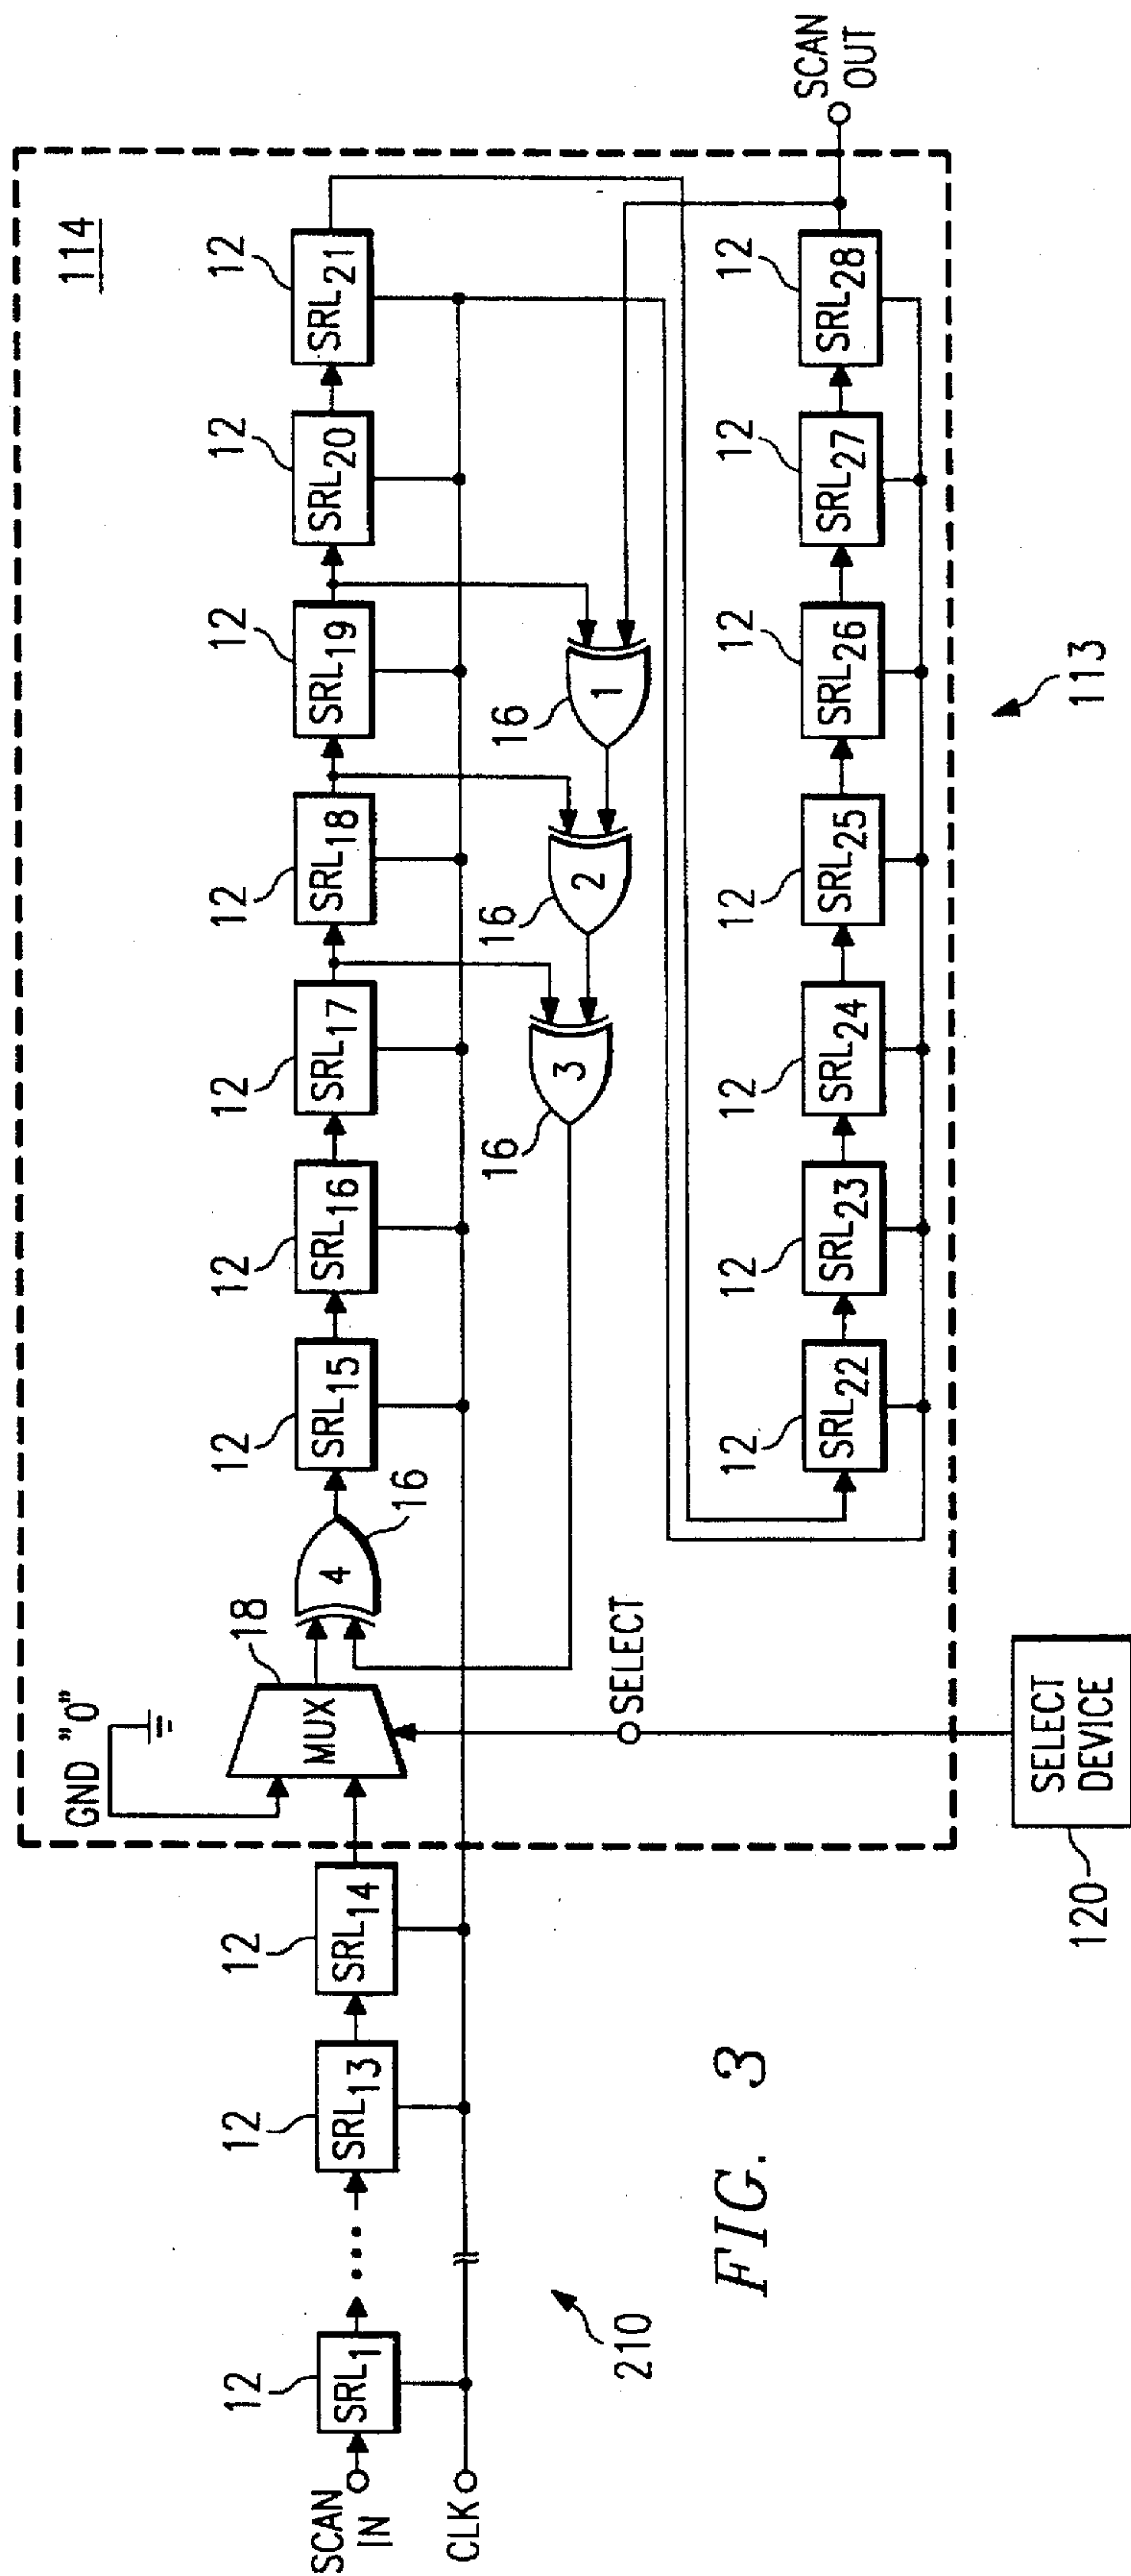 114
GND "0"
12
12
12
12
12
12
12
12
12
12
18
MUX
4
16
SRL1
SRL13
SRL14
SRL15
SRL16
SRL17
SRL18
SRL19
SRL20
SRL21
SCAN
IN
CLK
16
3
16
2
16
1
SELECT
12
12
12
12
12
12
12
SRL22
SRL23
SRL24
SRL25
SRL26
SRL27
SRL28
SCAN
OUT
210
113
SELECT
DEVICE
120
FIG. 3